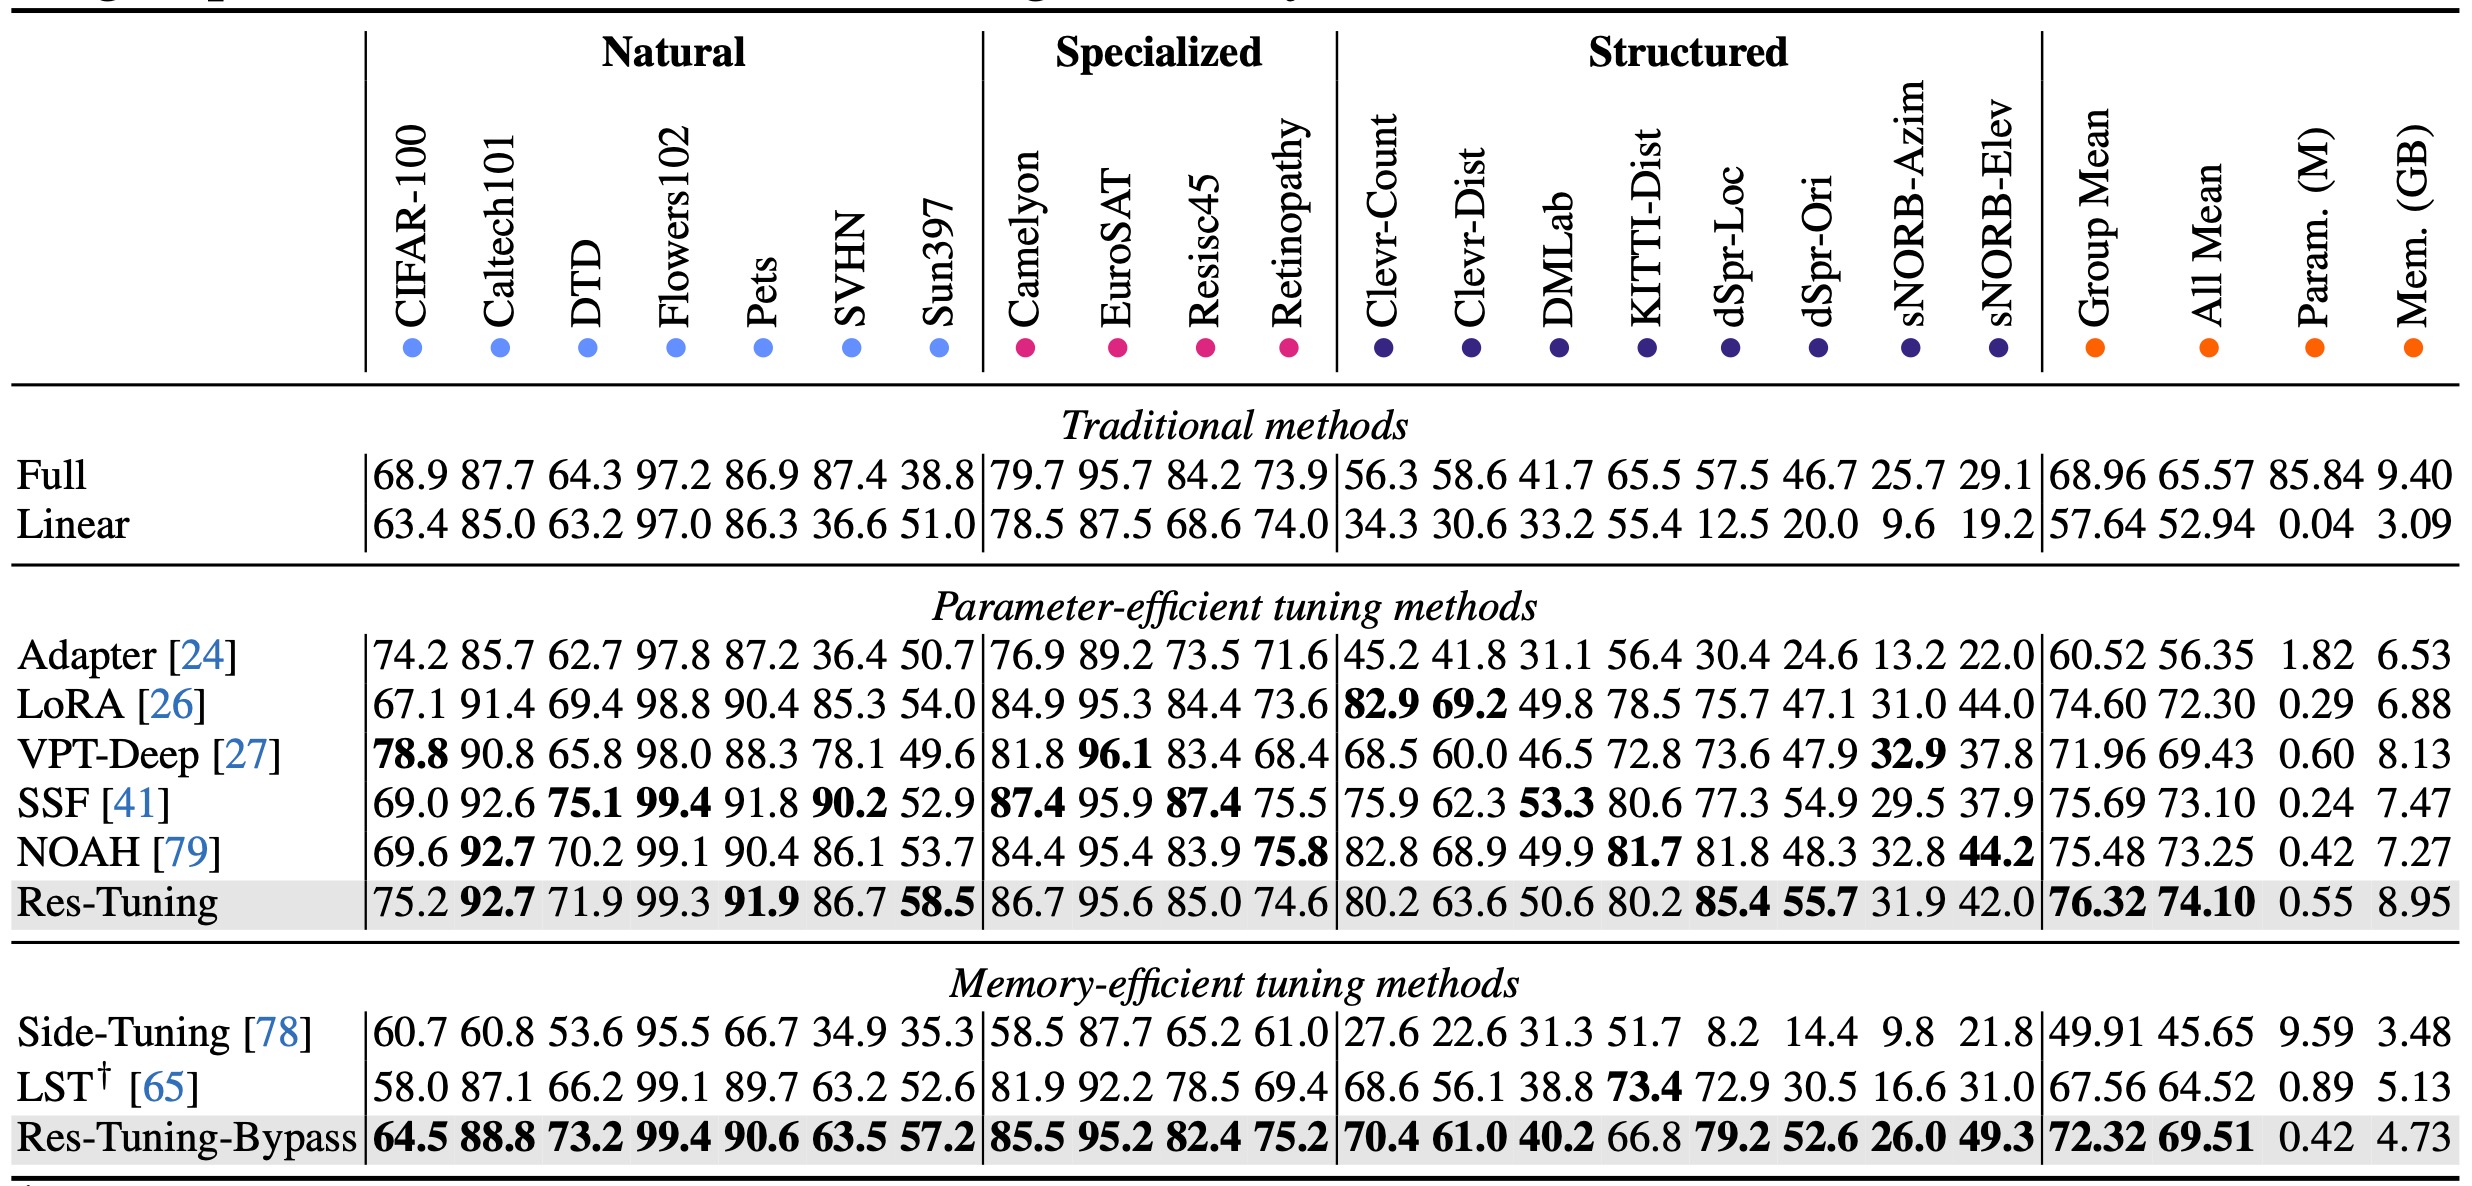 Natural Specialized Structured
CIFAR-100 Caltech101 DTD Flowers102 Pets SVHN Sun397 Camelyon EuroSAT Resisc45 Retinopathy Clevr-Count Clevr-Dist DMLab KITTI-Dist dSpr-Loc dSpr-Ori sNORB-Azim sNORB-Elev Group Mean All Mean Param. (M) Mem. (GB)
Traditional methods
Full 68.9 87.7 64.3 97.2 86.9 87.4 38.8 79.7 95.7 84.2 73.9 56.3 58.6 41.7 65.5 57.5 46.7 25.7 29.1 68.96 65.57 85.84 9.40
Linear 63.4 85.0 63.2 97.0 86.3 36.6 51.0 78.5 87.5 68.6 74.0 34.3 30.6 33.2 55.4 12.5 20.0 9.6 19.2 57.64 52.94 0.04 3.09
Parameter-efficient tuning methods
Adapter [24] 74.2 85.7 62.7 97.8 87.2 36.4 50.7 76.9 89.2 73.5 71.6 45.2 41.8 31.1 56.4 30.4 24.6 13.2 22.0 60.52 56.35 1.82 6.53
LoRA [26] 67.1 91.4 69.4 98.8 90.4 85.3 54.0 84.9 95.3 84.4 73.6 82.9 69.2 49.8 78.5 75.7 47.1 31.0 44.0 74.60 72.30 0.29 6.88
VPT-Deep [27] 78.8 90.8 65.8 98.0 88.3 78.1 49.6 81.8 96.1 83.4 68.4 68.5 60.0 46.5 72.8 73.6 47.9 32.9 37.8 71.96 69.43 0.60 8.13
SSF [41] 69.0 92.6 75.1 99.4 91.8 90.2 52.9 87.4 95.9 87.4 75.5 75.9 62.3 53.3 80.6 77.3 54.9 29.5 37.9 75.69 73.10 0.24 7.47
NOAH [79] 69.6 92.7 70.2 99.1 90.4 86.1 53.7 84.4 95.4 83.9 75.8 82.8 68.9 49.9 81.7 81.8 48.3 32.8 44.2 75.48 73.25 0.42 7.27
Res-Tuning 75.2 92.7 71.9 99.3 91.9 86.7 58.5 86.7 95.6 85.0 74.6 80.2 63.6 50.6 80.2 85.4 55.7 31.9 42.0 76.32 74.10 0.55 8.95
Memory-efficient tuning methods
Side-Tuning [78] 60.7 60.8 53.6 95.5 66.7 34.9 35.3 58.5 87.7 65.2 61.0 27.6 22.6 31.3 51.7 8.2 14.4 9.8 21.8 49.91 45.65 9.59 3.48
LST† [65] 58.0 87.1 66.2 99.1 89.7 63.2 52.6 81.9 92.2 78.5 69.4 68.6 56.1 38.8 73.4 72.9 30.5 16.6 31.0 67.56 64.52 0.89 5.13
Res-Tuning-Bypass 64.5 88.8 73.2 99.4 90.6 63.5 57.2 85.5 95.2 82.4 75.2 70.4 61.0 40.2 66.8 79.2 52.6 26.0 49.3 72.32 69.51 0.42 4.73